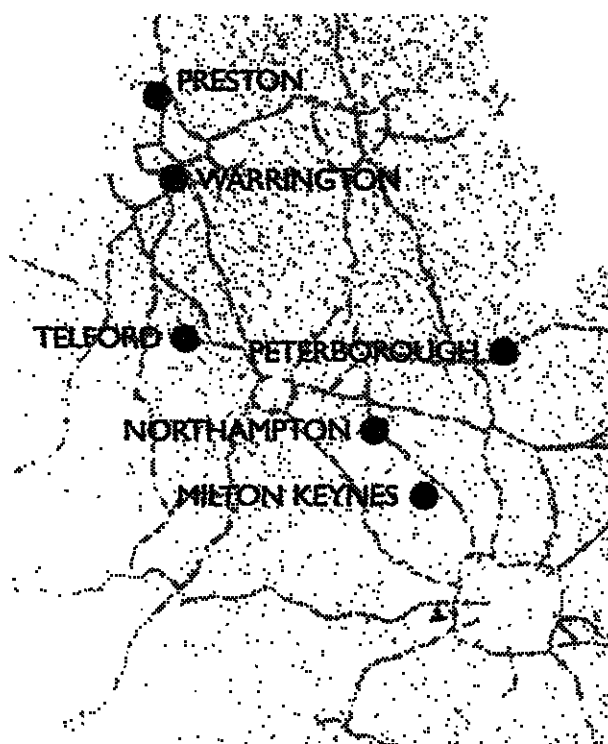 PRESTON
WARRINGTON
TELFORD
PETERBOROUGH
NORTHAMPTON
MILTON KEYNES